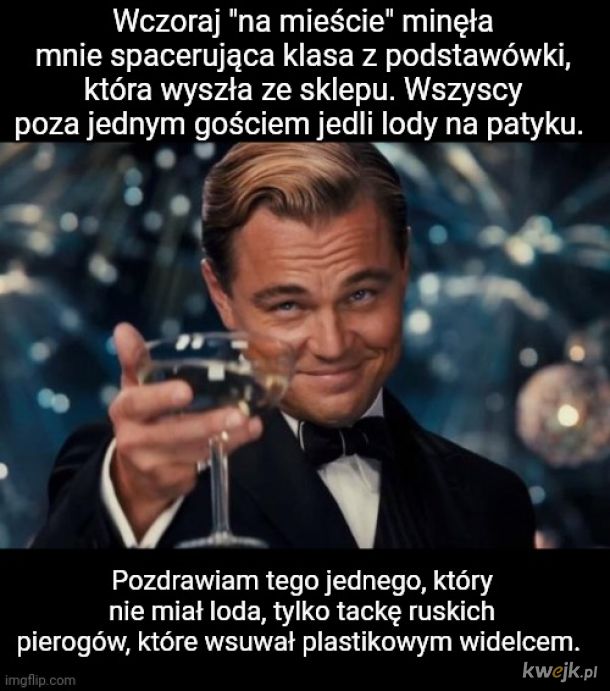 Wczoraj "na mieście" minęła
mnie spacerująca klasa z podstawówki,
która wyszła ze sklepu. Wszyscy
poza jednym gościem jedli lody na patyku.
Pozdrawiam tego jednego, który
nie miał loda, tylko tackę ruskich
pierogów, które wsuwał plastikowym widelcem.
imgflip.com
kwejk.pl